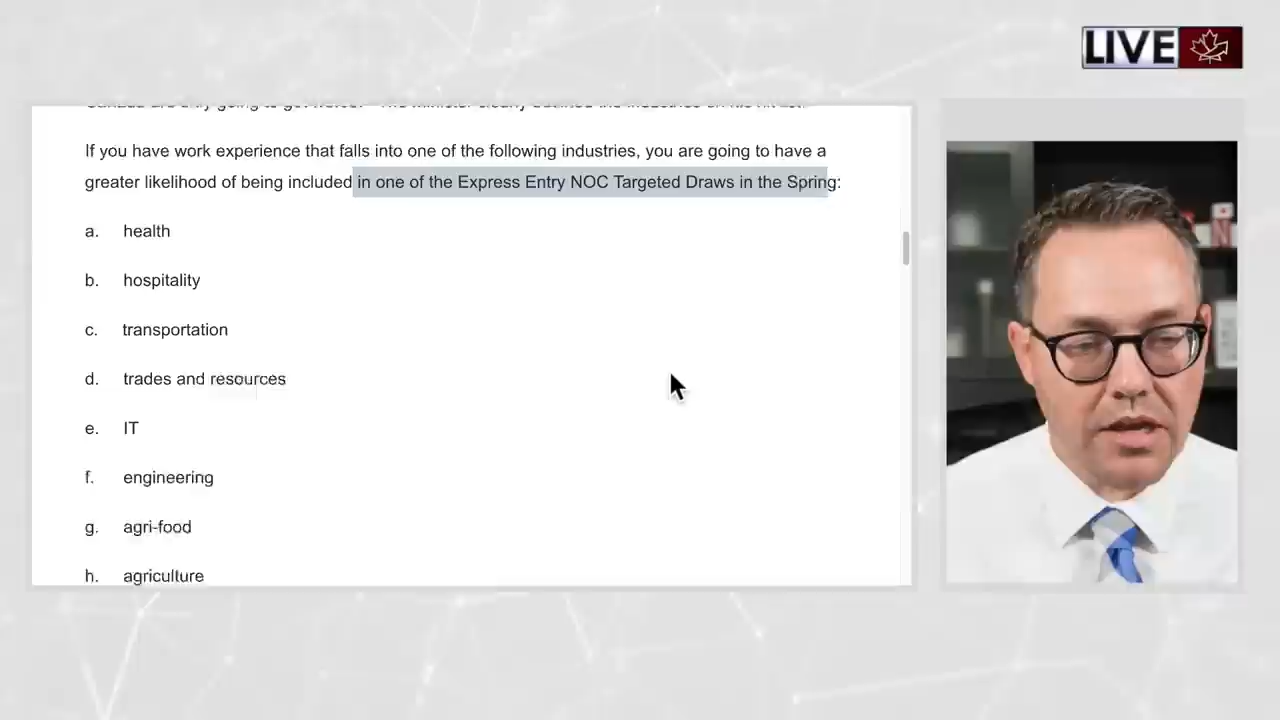 LIVE
If you have work experience that falls into one of the following industries, you are going to have a
greater likelihood of being included in one of the Express Entry NOC Targeted Draws in the Spring:
a. health
b. hospitality
c. transportation
d. trades and resources
e. IT
f. engineering
g. agri-food
h. agriculture